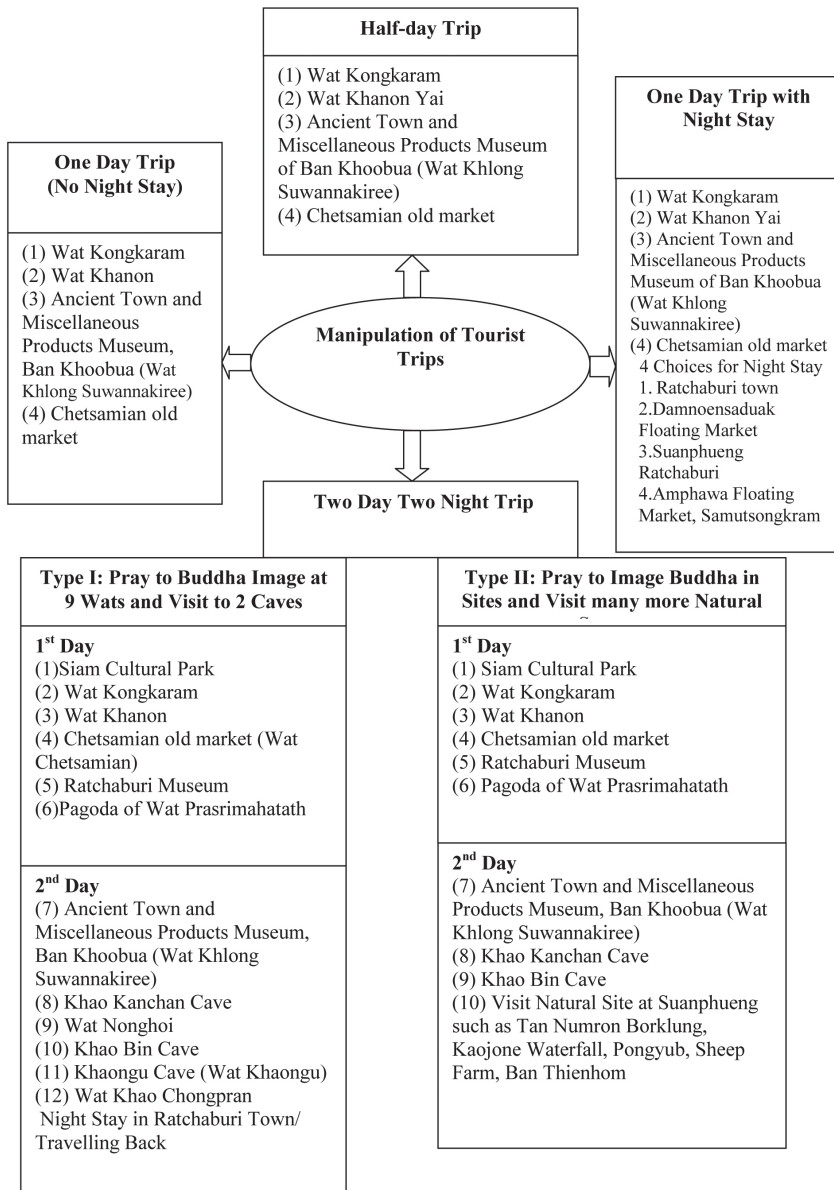 Half-day Trip
(1) Wat Kongkaram
(2) Wat Khanon Yai
(3) Ancient Town and
Miscellaneous Products Museum
of Ban Khoobua (Wat Khlong
Suwannakiree)
(4) Chetsamian old market
One Day Trip
(No Night Stay)
(1) Wat Kongkaram
(2) Wat Khanon
(3) Ancient Town and
Miscellaneous
Products Museum,
Ban Khoobua (Wat
Khlong Suwannakiree)
(4) Chetsamian old
market
Manipulation of Tourist
Trips
One Day Trip with
Night Stay
(1) Wat Kongkaram
(2) Wat Khanon Yai
(3) Ancient Town and
Miscellaneous Products
Museum of Ban Khoobua
(Wat Khlong
Suwannakiree)
(4) Chetsamian old market
4 Choices for Night Stay
1. Ratchaburi town
2.Damnoensaduak
Floating Market
3.Suanphueng
Ratchaburi
4.Amphawa Floating
Market, Samutsongkram
Two Day Two Night Trip
Type I: Pray to Buddha Image at
9 Wats and Visit to 2 Caves
1st Day
(1)Siam Cultural Park
(2) Wat Kongkaram
(3) Wat Khanon
(4) Chetsamian old market (Wat
Chetsamian)
(5) Ratchaburi Museum
(6)Pagoda of Wat Prasrimahatath
2nd Day
(7) Ancient Town and
Miscellaneous Products Museum,
Ban Khoobua (Wat Khlong
Suwannakiree)
(8) Khao Kanchan Cave
(9) Wat Nonghoi
(10) Khao Bin Cave
(11) Khaongu Cave (Wat Khaongu)
(12) Wat Khao Chongpran
Night Stay in Ratchaburi Town/
Travelling Back
Type II: Pray to Image Buddha in
Sites and Visit many more Natural
1st Day
(1) Siam Cultural Park
(2) Wat Kongkaram
(3) Wat Khanon
(4) Chetsamian old market
(5) Ratchaburi Museum
(6) Pagoda of Wat Prasrimahatath
2nd Day
(7) Ancient Town and Miscellaneous
Products Museum, Ban Khoobua (Wat
Khlong Suwannakiree)
(8) Khao Kanchan Cave
(9) Khao Bin Cave
(10) Visit Natural Site at Suanphueng
such as Tan Numron Borklung,
Kaojone Waterfall, Pongyub, Sheep
Farm, Ban Thienhom